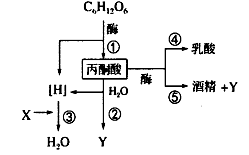 C₆H₁₂O₆
酶
①
④ 乳酸
[H] 丙酮酸 酶
H₂O
⑤ 酒精 +Y
X ③ ②
H₂O Y